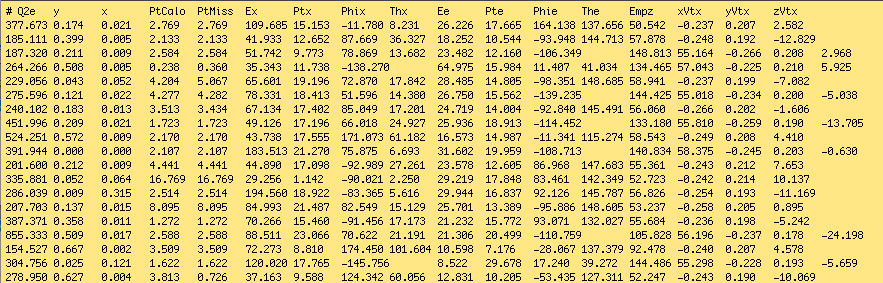 # Q2e y x PtCalo PtMiss Ex Ptx Phix Thx Ee Pte Phie The Empz xVtx yVtx zVtx
377.673 0.174 0.021 2.769 2.769 109.685 15.153 -11.780 8.231 26.226 17.665 164.138 137.656 50.542 -0.237 0.207 2.582
185.111 0.399 0.005 2.133 2.133 41.933 12.652 87.669 36.327 18.252 10.544 -93.948 144.713 57.878 -0.248 0.192 -12.829
187.320 0.211 0.009 2.584 2.584 51.742 9.773 78.869 13.682 23.482 12.160 -106.349 148.813 55.164 -0.266 0.208 2.968
264.266 0.508 0.005 0.238 0.360 35.343 11.738 -138.270 64.975 15.984 11.407 41.034 134.465 57.043 -0.225 0.210 5.925
229.056 0.043 0.052 4.204 5.067 65.601 19.196 72.870 17.842 28.485 14.805 -98.351 148.685 58.941 -0.237 0.199 -7.082
275.596 0.121 0.022 4.277 4.282 78.331 18.413 51.596 14.380 26.750 15.562 -139.235 144.425 55.018 -0.234 0.200 -5.038
240.102 0.183 0.013 3.513 3.434 67.134 17.402 85.049 17.201 24.719 14.004 -92.840 145.491 56.060 -0.266 0.202 -1.606
451.996 0.209 0.021 1.723 1.723 49.126 17.196 66.018 24.927 25.936 18.913 -114.452 133.180 55.810 -0.259 0.190 -13.705
524.251 0.572 0.009 2.170 2.170 43.738 17.555 171.073 61.182 16.573 14.987 -11.341 115.274 58.543 -0.249 0.208 4.410
391.944 0.000 0.000 2.107 2.107 183.513 21.270 75.875 6.693 31.602 19.959 -108.713 140.834 58.375 -0.245 0.203 -0.630
201.600 0.212 0.009 4.441 4.441 44.890 17.098 -92.989 27.261 23.578 12.605 86.968 147.683 55.361 -0.243 0.212 7.653
335.881 0.052 0.064 16.769 16.769 29.256 1.142 -90.021 2.250 29.219 17.848 83.461 142.349 52.723 -0.242 0.214 10.137
286.039 0.009 0.315 2.514 2.514 194.560 18.922 -83.365 5.616 29.944 16.837 92.126 145.787 56.826 -0.254 0.193 -11.169
207.703 0.137 0.015 8.095 8.095 84.993 21.487 82.549 15.129 25.701 13.389 -95.886 148.605 53.237 -0.258 0.205 0.895
387.371 0.358 0.011 1.272 1.272 70.266 15.460 -91.456 17.173 21.232 15.772 93.071 132.027 55.684 -0.236 0.198 -5.242
855.333 0.509 0.017 2.588 2.588 88.511 23.066 70.622 21.191 21.306 20.499 -110.759 105.828 56.196 -0.237 0.178 -24.198
154.527 0.667 0.002 3.509 3.509 72.273 8.810 174.450 101.604 10.598 7.176 -28.067 137.379 92.478 -0.240 0.207 4.578
304.756 0.025 0.121 1.622 1.622 120.020 17.765 -145.756 8.522 29.678 17.240 39.272 144.486 55.298 -0.228 0.193 -5.659
278.950 0.627 0.004 3.813 0.726 37.163 9.588 124.342 60.056 12.831 10.205 -53.435 127.311 52.247 -0.243 0.190 -10.069